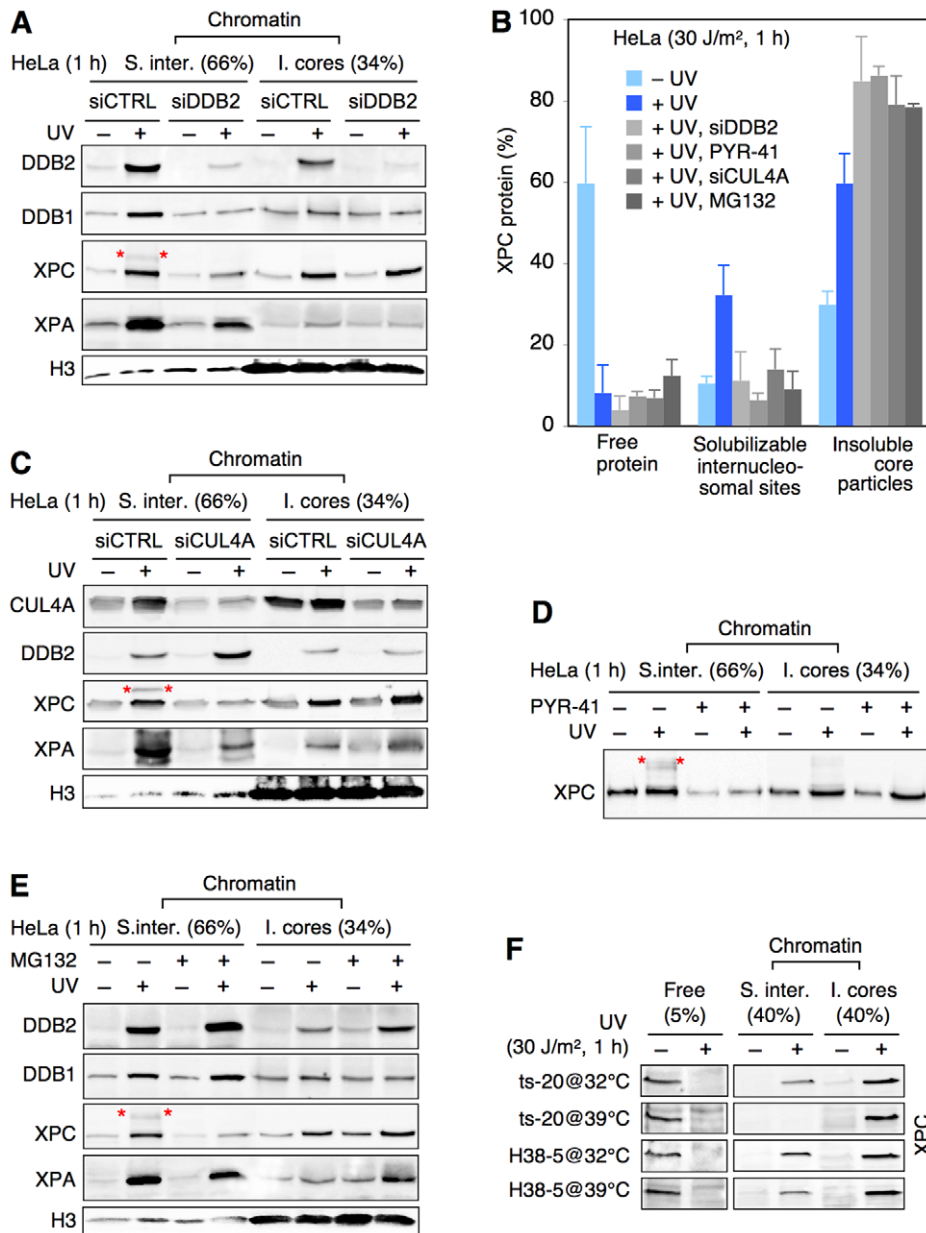 A
Chromatin
HeLa (1 h) S. inter. (66%) I. cores (34%)
siCTRL siDDB2 siCTRL siDDB2
UV – + – + – + – +
DDB2
DDB1
XPC * *
XPA
H3
B
HeLa (30 J/m², 1 h)
– UV
+ UV
+ UV, siDDB2
+ UV, PYR-41
+ UV, siCUL4A
+ UV, MG132
XPC protein (%)
100
80
60
40
20
0
Free protein
Solubilizable internucleo-
somal sites
Insoluble core particles
C
Chromatin
HeLa (1 h) S. inter. (66%) I. cores (34%)
siCTRL siCUL4A siCTRL siCUL4A
UV – + – + – + – +
CUL4A
DDB2
XPC * *
XPA
H3
D
Chromatin
HeLa (1 h) S.inter. (66%) I. cores (34%)
PYR-41 – – + + – – + +
UV – + – + – + – +
XPC * *
E
Chromatin
HeLa (1 h) S.inter. (66%) I. cores (34%)
MG132 – – + + – – + +
UV – + – + – + – +
DDB2
DDB1
XPC * *
XPA
H3
F
Chromatin
Free S. inter. I. cores
UV (5%) (40%) (40%)
(30 J/m², 1 h) – + – + – +
ts-20@32°C
ts-20@39°C
H38-5@32°C
H38-5@39°C
XPC